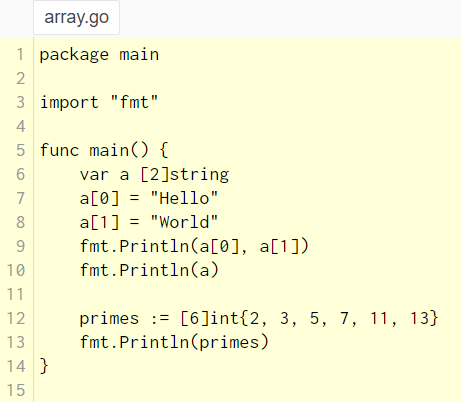 array.go
1 package main
2
3 import "fmt"
4
5 func main() {
6     var a [2]string
7     a[0] = "Hello"
8     a[1] = "World"
9     fmt.Println(a[0], a[1])
10     fmt.Println(a)
11
12     primes := [6]int{2, 3, 5, 7, 11, 13}
13     fmt.Println(primes)
14 }
15